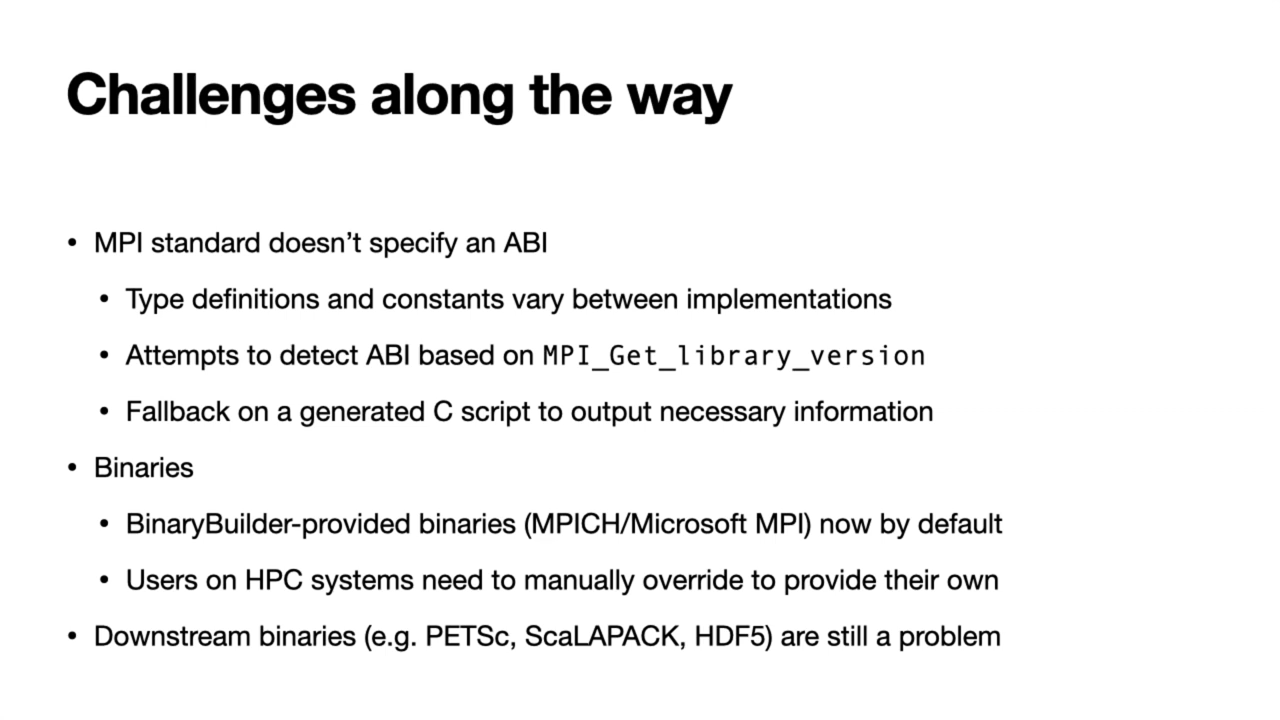 Challenges along the way
• MPI standard doesn’t specify an ABI
• Type definitions and constants vary between implementations
• Attempts to detect ABI based on MPI_Get_library_version
• Fallback on a generated C script to output necessary information
• Binaries
• BinaryBuilder-provided binaries (MPICH/Microsoft MPI) now by default
• Users on HPC systems need to manually override to provide their own
• Downstream binaries (e.g. PETSc, ScaLAPACK, HDF5) are still a problem